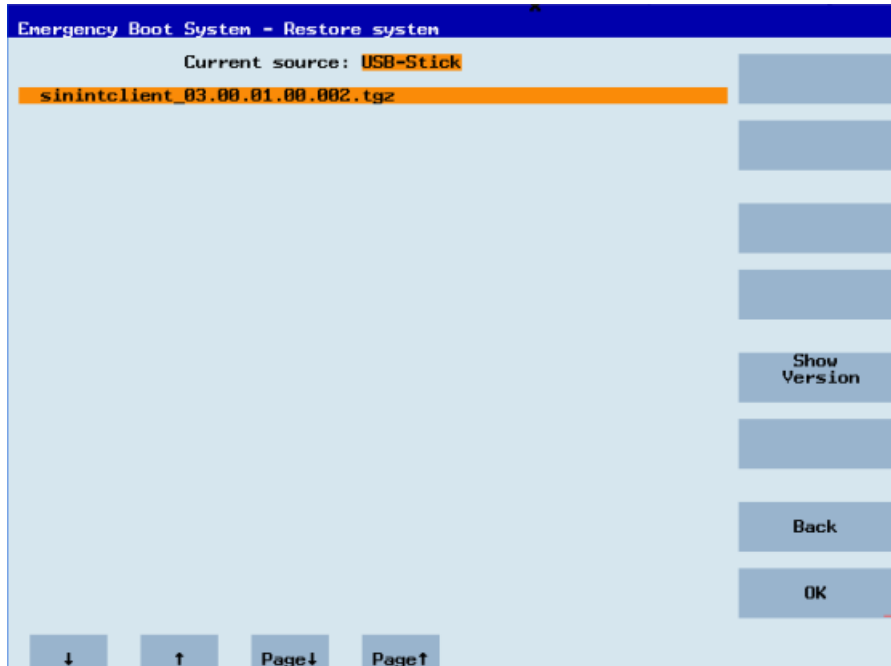 Emergency Boot System - Restore system
Current source: USB-Stick
sinintclient_03.00.01.00.002.tgz
Show
Version
Back
OK
↓ ↑ Page↓ Page↑